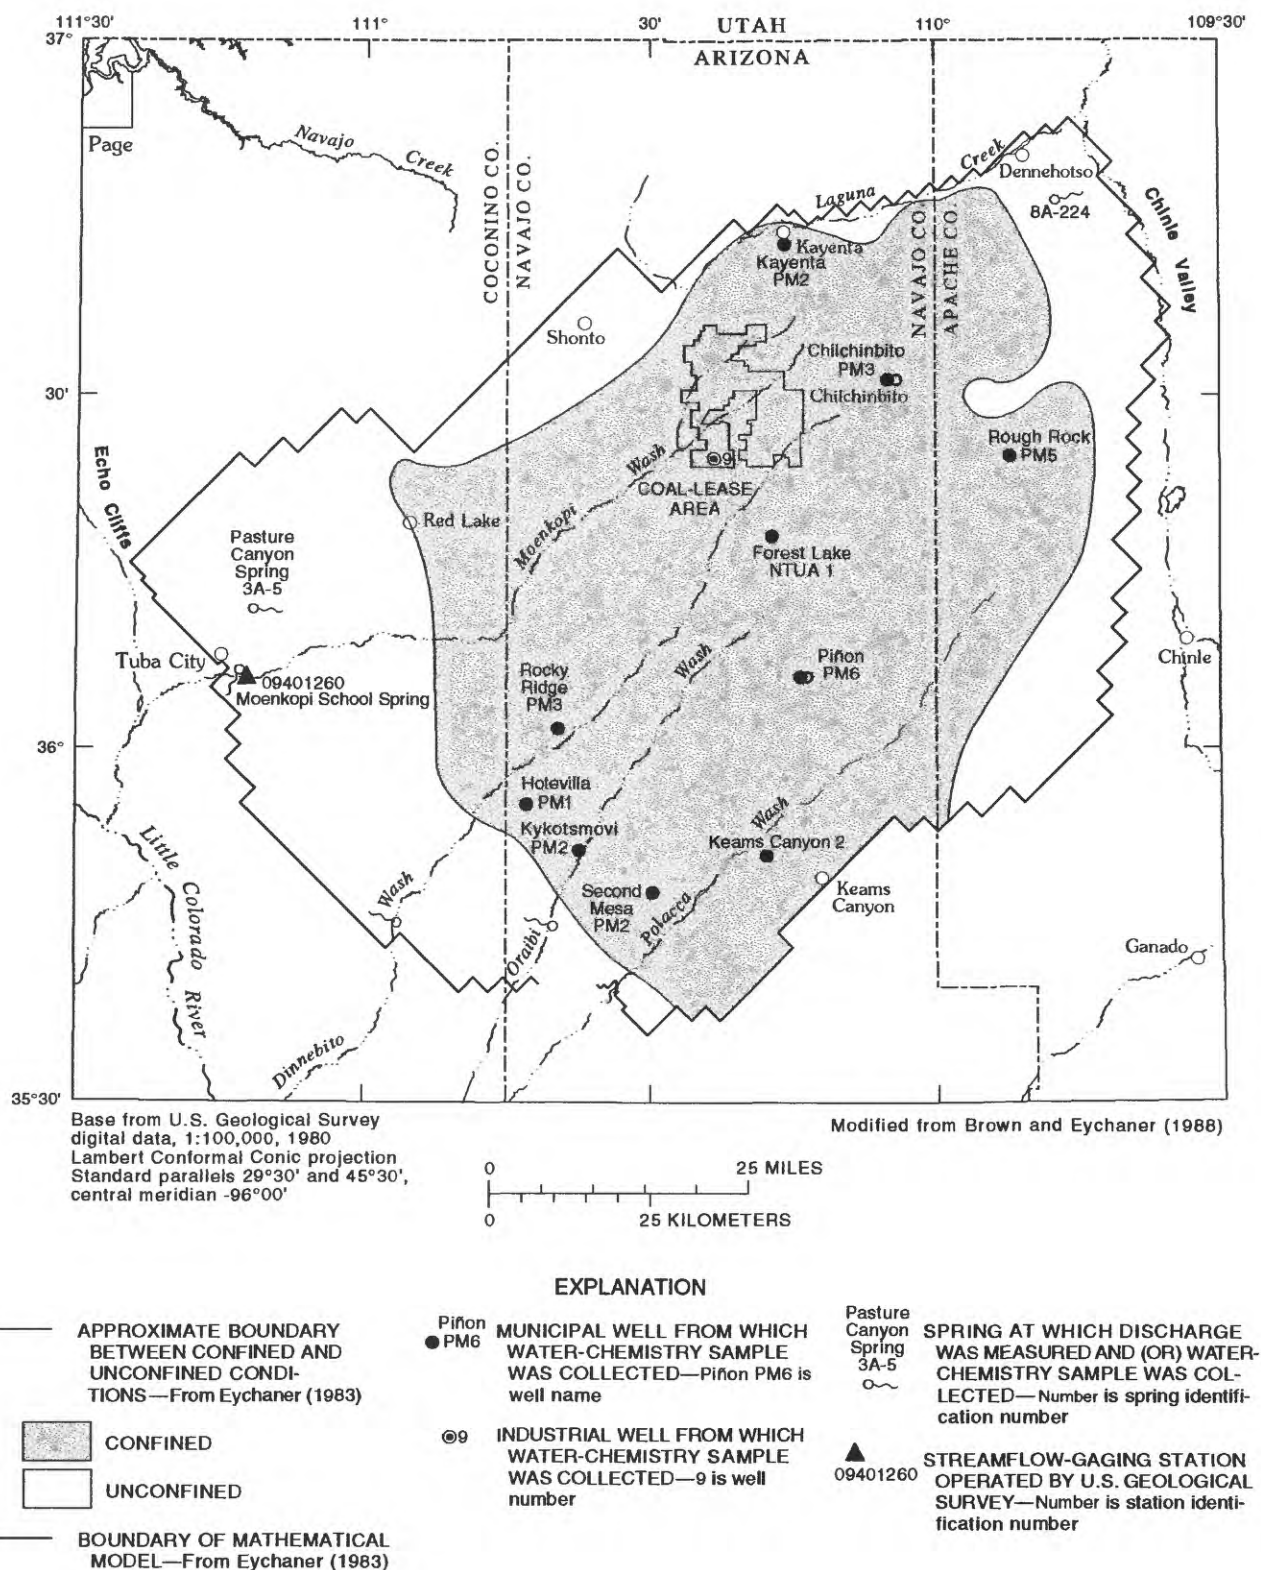 111°30'
111°
30'
110°
109°30'
37°
UTAH
ARIZONA
Page
Navajo
Creek
COCONINO CO.
NAVAJO CO.
Laguna
Creek
Dennehotso
8A-224
Chinle Valley
Kayenta
Kayenta
PM2
NAVAJO CO.
APACHE CO.
Shonto
Chilchinbito
PM3
Chilchinbito
30'
Echo Cliffs
Rough Rock
PM5
Wash
9
COAL-LEASE
AREA
Red Lake
Moenkopi
Pasture
Canyon
Spring
3A-5
Forest Lake
NTUA 1
Tuba City
09401260
Moenkopi School Spring
Wash
Rocky
Ridge
PM3
Piñon
PM6
Chinle
36°
Hotevilla
PM1
Wash
Kykotsmovi
PM2
Keams Canyon 2
Little Colorado River
Wash
Second
Mesa
PM2
Polacca
Keams
Canyon
Oraibi
Ganado
Dinnebito
35°30'
111°
30'
110°
Base from U.S. Geological Survey
digital data, 1:100,000, 1980
Lambert Conformal Conic projection
Standard parallels 29°30' and 45°30',
central meridian -96°00'
Modified from Brown and Eychaner (1988)
0
25 MILES
0
25 KILOMETERS
EXPLANATION
APPROXIMATE BOUNDARY
BETWEEN CONFINED AND
UNCONFINED CONDI-
TIONS—From Eychaner (1983)
CONFINED
UNCONFINED
BOUNDARY OF MATHEMATICAL
MODEL—From Eychaner (1983)
Piñon
PM6
MUNICIPAL WELL FROM WHICH
WATER-CHEMISTRY SAMPLE
WAS COLLECTED—Piñon PM6 is
well name
9
INDUSTRIAL WELL FROM WHICH
WATER-CHEMISTRY SAMPLE
WAS COLLECTED—9 is well
number
Pasture
Canyon
Spring
3A-5
SPRING AT WHICH DISCHARGE
WAS MEASURED AND (OR) WATER-
CHEMISTRY SAMPLE WAS COL-
LECTED—Number is spring identifi-
cation number
09401260
STREAMFLOW-GAGING STATION
OPERATED BY U.S. GEOLOGICAL
SURVEY—Number is station identi-
fication number